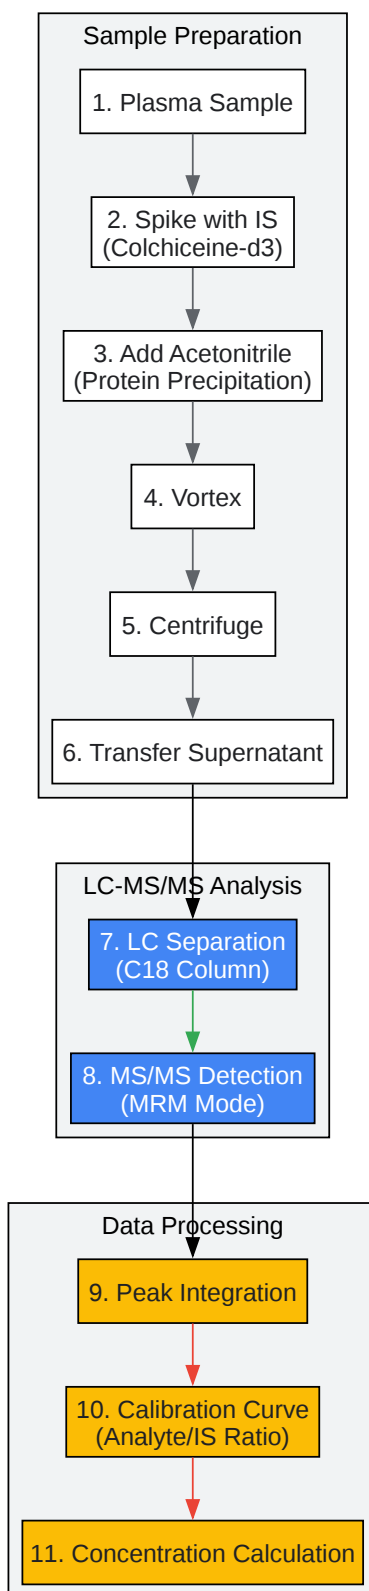 Sample Preparation
1. Plasma Sample
2. Spike with IS
(Colchiceine-d3)
3. Add Acetonitrile
(Protein Precipitation)
4. Vortex
5. Centrifuge
6. Transfer Supernatant
LC-MS/MS Analysis
7. LC Separation
(C18 Column)
8. MS/MS Detection
(MRM Mode)
Data Processing
9. Peak Integration
10. Calibration Curve
(Analyte/IS Ratio)
11. Concentration Calculation